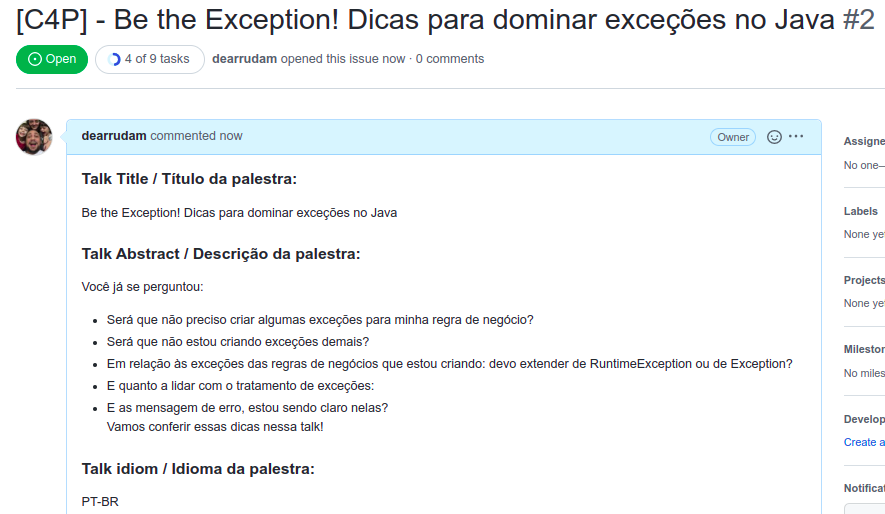 [C4P] - Be the Exception! Dicas para dominar exceções no Java #2
Open
4 of 9 tasks
dearrudam opened this issue now · 0 comments
dearrudam commented now
Owner
Talk Title / Título da palestra:
Be the Exception! Dicas para dominar exceções no Java
Talk Abstract / Descrição da palestra:
Você já se perguntou:
Será que não preciso criar algumas exceções para minha regra de negócio?
Será que não estou criando exceções demais?
Em relação às exceções das regras de negócios que estou criando: devo extender de RuntimeException ou de Exception?
E quanto a lidar com o tratamento de exceções:
E as mensagem de erro, estou sendo claro nelas?
Vamos conferir essas dicas nessa talk!
Talk idiom / Idioma da palestra:
PT-BR
Assigne
No one—
Labels
None yet
Projects
None yet
Mileston
No miles
Develop
Create a
Notificat